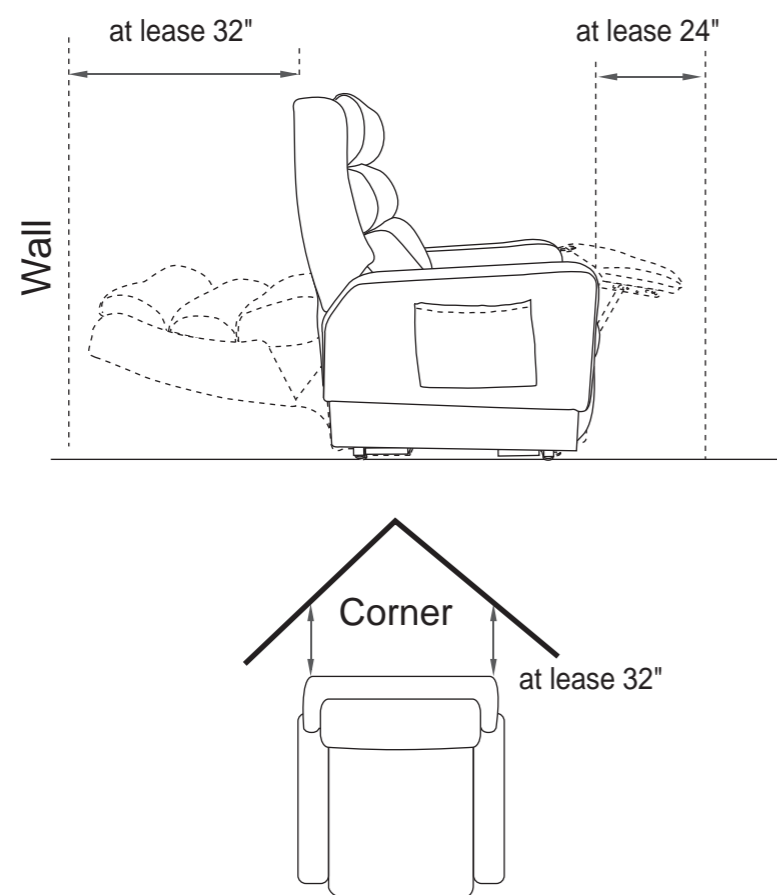 at lease 32"
at lease 24"
Wall
Corner
at lease 32"